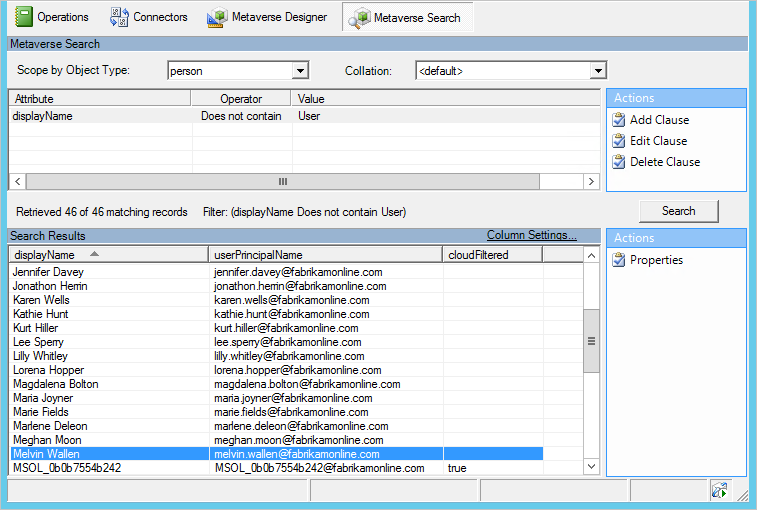 Operations Connectors Metaverse Designer Metaverse Search
Metaverse Search
Scope by Object Type: person Collation: <default>
Attribute Operator Value
displayName Does not contain User
Actions
Add Clause
Edit Clause
Delete Clause
Retrieved 46 of 46 matching records Filter: (displayName Does not contain User) Search
Search Results Column Settings...
displayName userPrincipalName cloudFiltered
Jennifer Davey jennifer.davey@fabrikamonline.com
Jonathon Herrin jonathon.herrin@fabrikamonline.com
Karen Wells karen.wells@fabrikamonline.com
Kathie Hunt kathie.hunt@fabrikamonline.com
Kurt Hiller kurt.hiller@fabrikamonline.com
Lee Sperry lee.sperry@fabrikamonline.com
Lilly Whitley lilly.whitley@fabrikamonline.com
Lorena Hopper lorena.hopper@fabrikamonline.com
Magdalena Bolton magdalena.bolton@fabrikamonline.com
Maria Joyner maria.joyner@fabrikamonline.com
Marie Fields marie.fields@fabrikamonline.com
Marlene Deleon marlene.deleon@fabrikamonline.com
Meghan Moon meghan.moon@fabrikamonline.com
Melvin Wallen melvin.wallen@fabrikamonline.com
MSOL_0b0b7554b242 MSOL_0b0b7554b242@fabrikamonline.com true
Actions
Properties